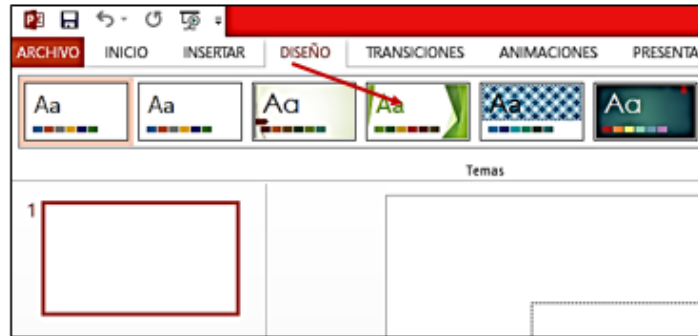 ARCHIVO INICIO INSERTAR DISEÑO TRANSICIONES ANIMACIONES PRESENTA
Aa Aa Aa Aa Aa Aa
Temas
1